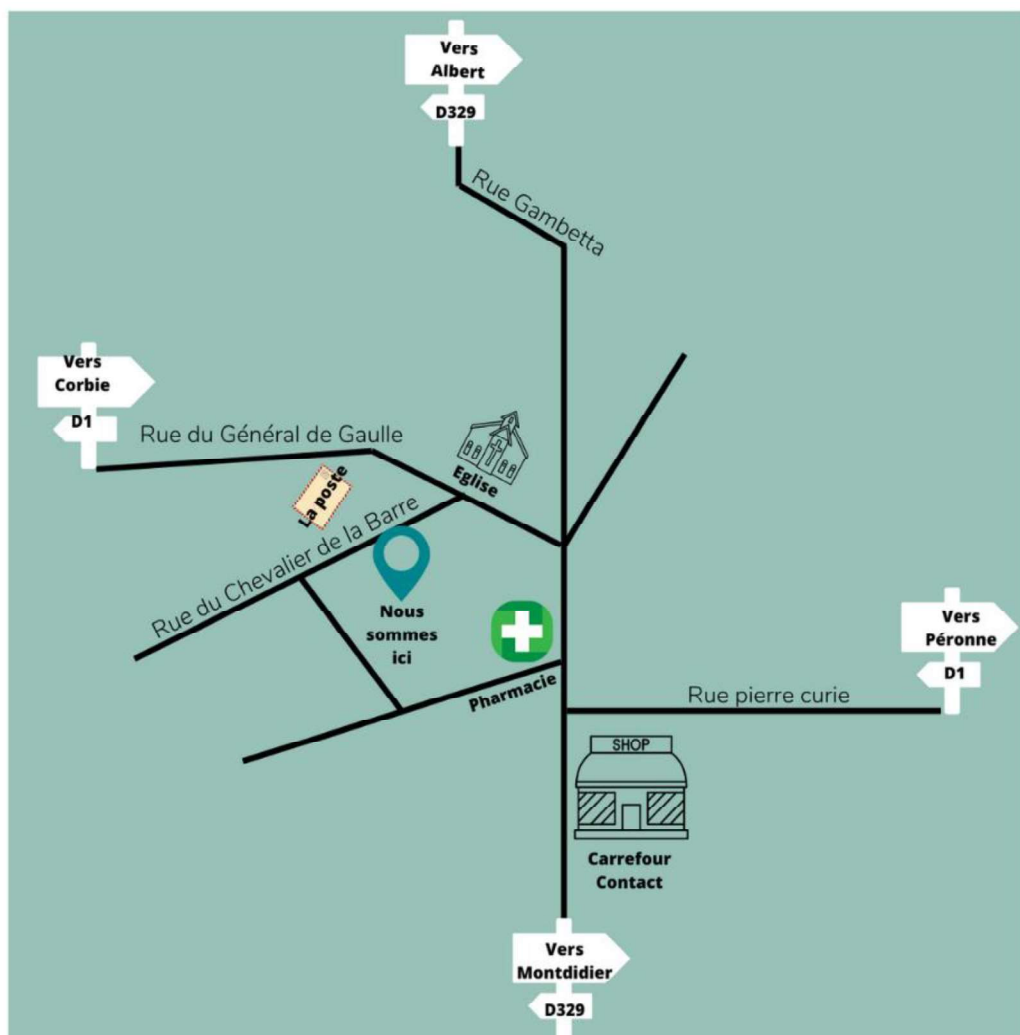 Vers
Albert
D329
Rue Gambetta
Vers
Corbie
D1
Rue du Général de Gaulle
Eglise
La poste
Rue du Chevalier de la Barre
Nous
sommes
ici
Pharmacie
Vers
Péronne
D1
Rue pierre curie
SHOP
Carrefour
Contact
Vers
Montdidier
D329